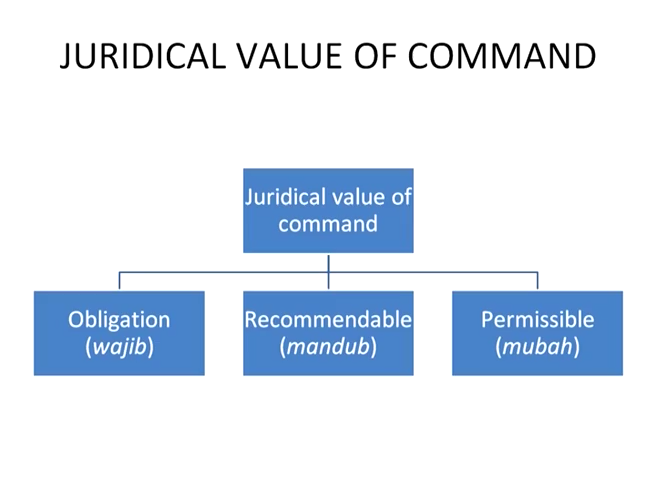 JURIDICAL VALUE OF COMMAND
Juridical value of
command
Obligation
(wajib)
Recommendable
(mandub)
Permissible
(mubah)